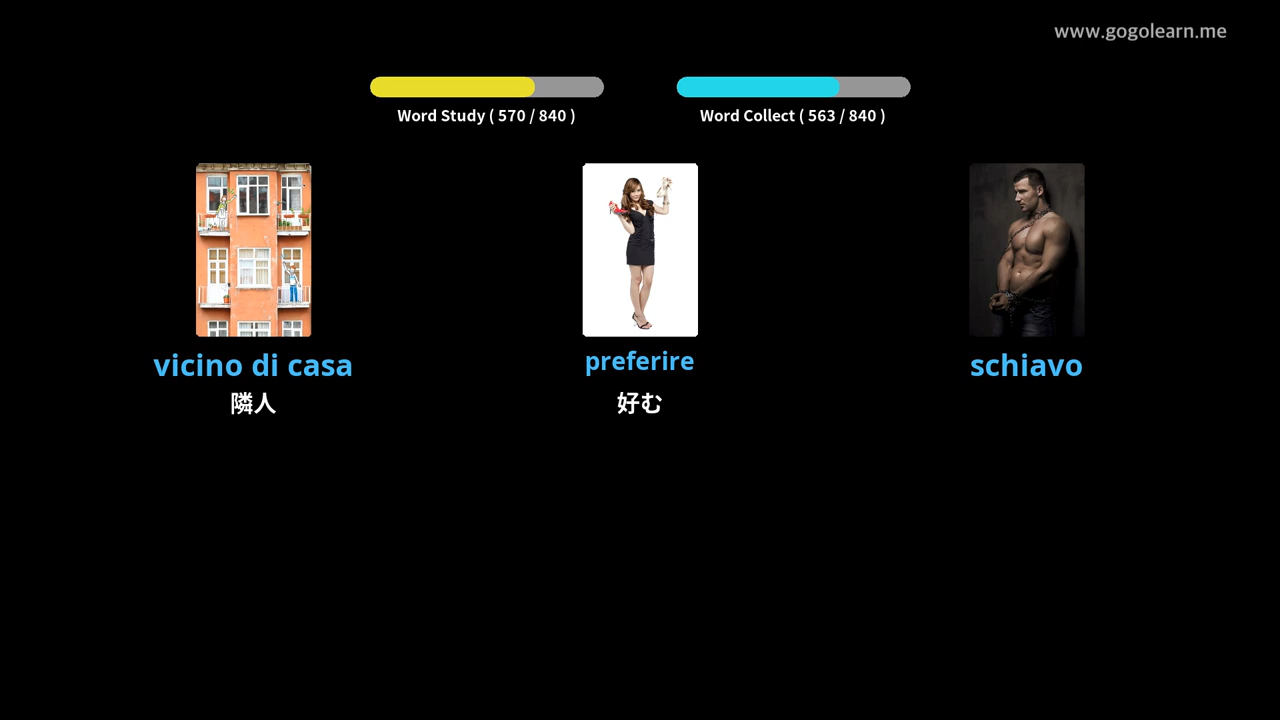 www.gogolearn.me
Word Study ( 570 / 840 )
Word Collect ( 563 / 840 )
vicino di casa
preferire
schiavo
隣人
好む